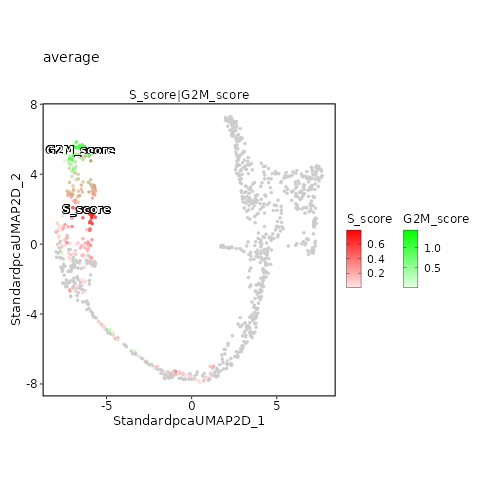 average
S_score|G2M_score
8
4
0
-4
-8
StandardpcaUMAP2D_2
G2M_score
S_score
-5 0 5
StandardpcaUMAP2D_1
S_score G2M_score
0.6
0.4
0.2
1.0
0.5